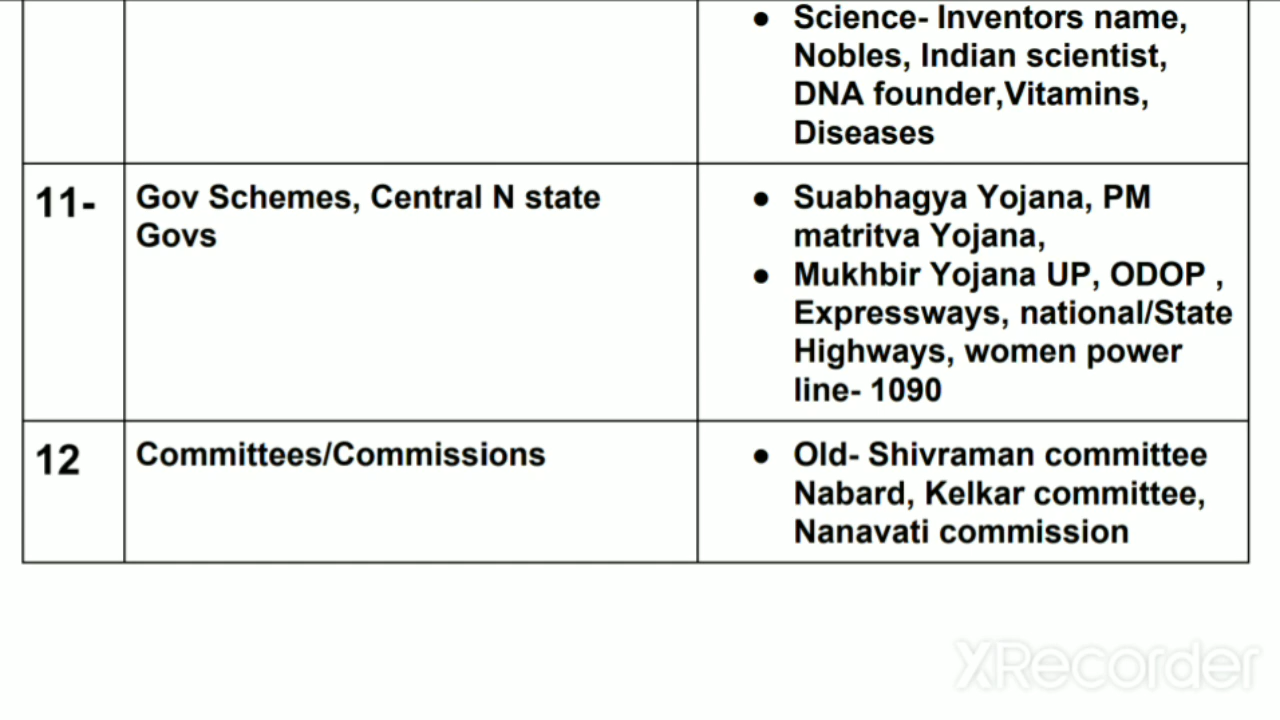 ● Science- Inventors name,
Nobles, Indian scientist,
DNA founder,Vitamins,
Diseases
11-
Gov Schemes, Central N state
Govs
● Suabhagya Yojana, PM
matritva Yojana,
● Mukhbir Yojana UP, ODOP ,
Expressways, national/State
Highways, women power
line- 1090
12
Committees/Commissions
● Old- Shivraman committee
Nabard, Kelkar committee,
Nanavati commission
XRecorder